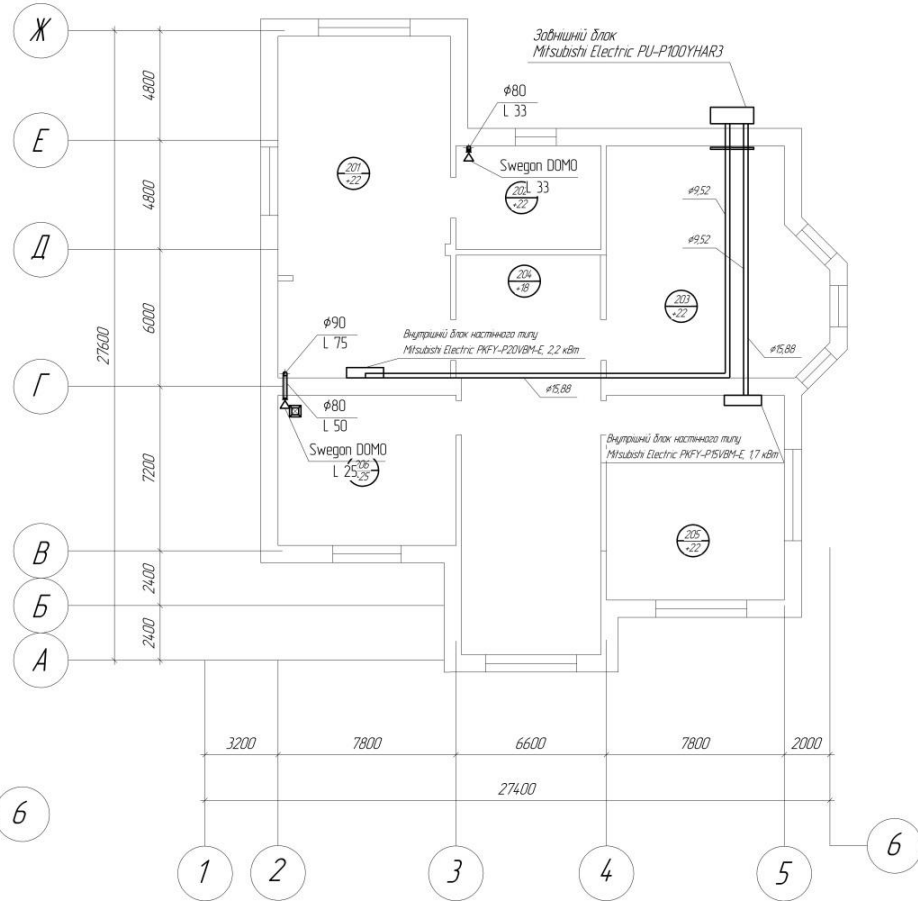 Ж
Зовнішній блок
Mitsubishi Electric PU-P100YHAR3
4800
φ80
L 33
Е
Swegon DOMO
L 33
201
+22
202
+22
4800
φ9,52
Д
φ9,52
204
+18
203
+22
6000
27600
φ90
L 75
Внутрішній блок настінного типу
Mitsubishi Electric PKFY-P20VBM-E, 2,2 кВт
φ15,88
Г
φ15,88
φ80
L 50
Swegon DOMO
L 25
206
+25
Внутрішній блок настінного типу
Mitsubishi Electric PKFY-P15VBM-E, 1,7 кВт
7200
205
+22
В
2400
Б
2400
А
3200
7800
6600
7800
2000
27400
6
1
2
3
4
5
6